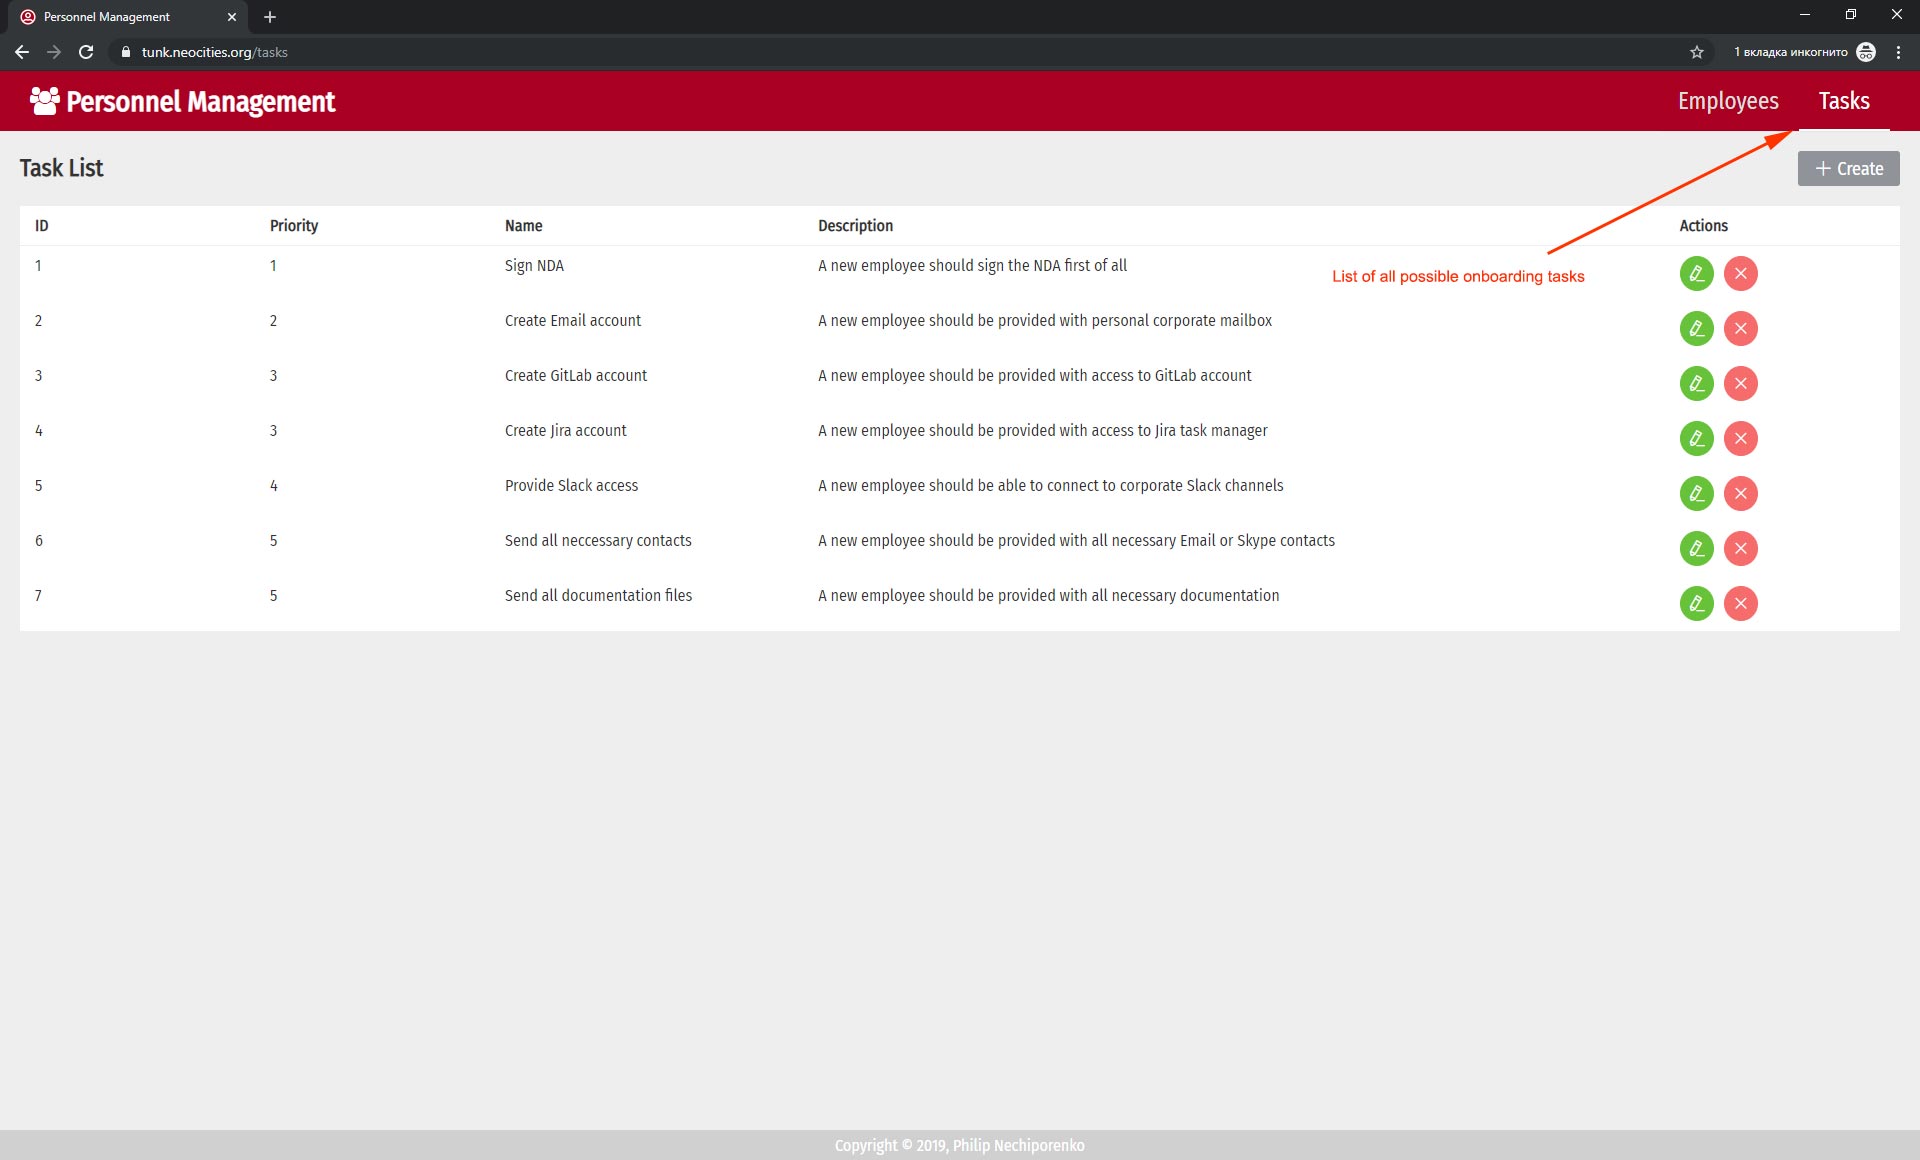 Personnel Management
tunk.neocities.org/tasks
1 вкладка инкогнито
Personnel Management
Employees
Tasks
Task List
Create
ID Priority Name Description Actions
1 1 Sign NDA A new employee should sign the NDA first of all
List of all possible onboarding tasks
2 2 Create Email account A new employee should be provided with personal corporate mailbox
3 3 Create GitLab account A new employee should be provided with access to GitLab account
4 3 Create Jira account A new employee should be provided with access to Jira task manager
5 4 Provide Slack access A new employee should be able to connect to corporate Slack channels
6 5 Send all neccessary contacts A new employee should be provided with all necessary Email or Skype contacts
7 5 Send all documentation files A new employee should be provided with all necessary documentation
Copyright © 2019, Philip Nechiporenko